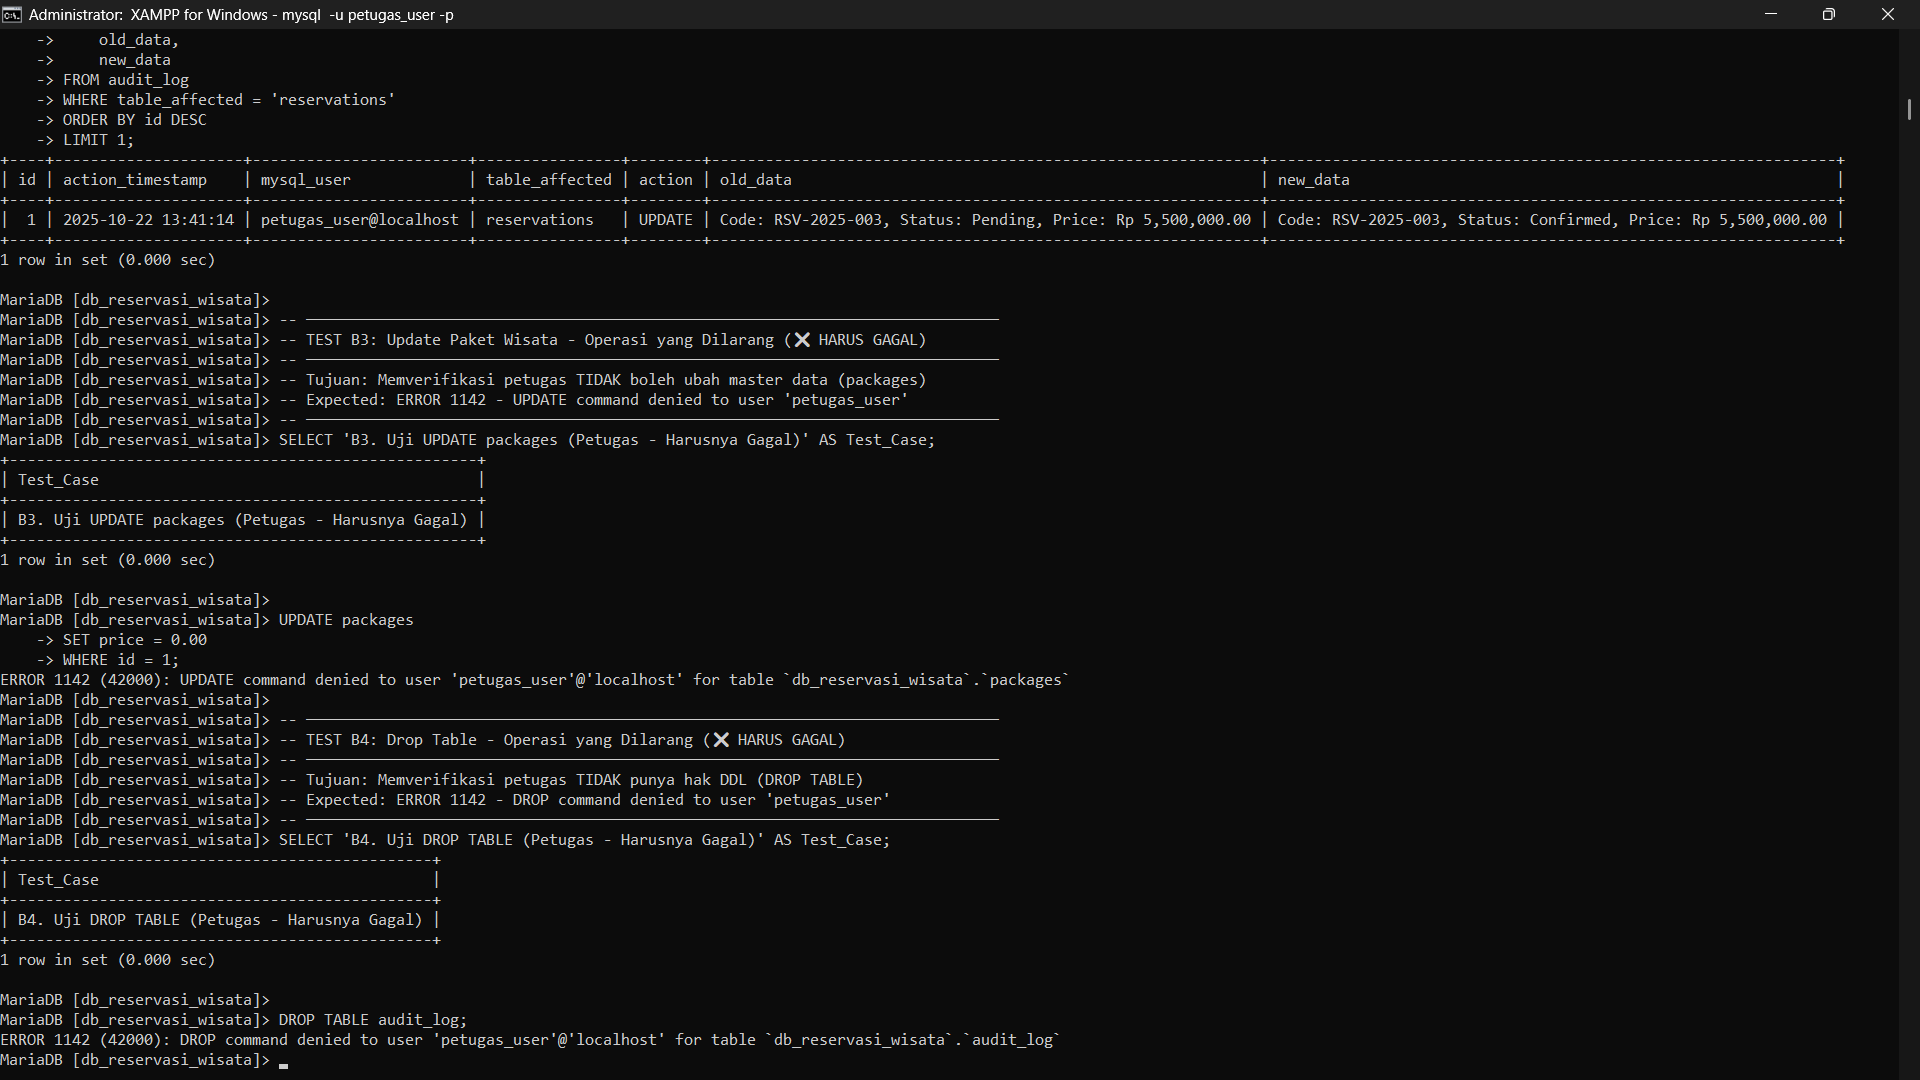 Administrator: XAMPP for Windows - mysql -u petugas_user -p
    ->     old_data,
    ->     new_data
    -> FROM audit_log
    -> WHERE table_affected = 'reservations'
    -> ORDER BY id DESC
    -> LIMIT 1;
+----+---------------------+------------------------+----------------+--------+-------------------------------------------------------------+---------------------------------------------------------------+
| id | action_timestamp    | mysql_user             | table_affected | action | old_data                                                    | new_data                                                      |
+----+---------------------+------------------------+----------------+--------+-------------------------------------------------------------+---------------------------------------------------------------+
|  1 | 2025-10-22 13:41:14 | petugas_user@localhost | reservations   | UPDATE | Code: RSV-2025-003, Status: Pending, Price: Rp 5,500,000.00 | Code: RSV-2025-003, Status: Confirmed, Price: Rp 5,500,000.00 |
+----+---------------------+------------------------+----------------+--------+-------------------------------------------------------------+---------------------------------------------------------------+
1 row in set (0.000 sec)

MariaDB [db_reservasi_wisata]>
MariaDB [db_reservasi_wisata]> -- ─────────────────────────────────────────────────────────────────────────────
MariaDB [db_reservasi_wisata]> -- TEST B3: Update Paket Wisata - Operasi yang Dilarang (❌ HARUS GAGAL)
MariaDB [db_reservasi_wisata]> -- ─────────────────────────────────────────────────────────────────────────────
MariaDB [db_reservasi_wisata]> -- Tujuan: Memverifikasi petugas TIDAK boleh ubah master data (packages)
MariaDB [db_reservasi_wisata]> -- Expected: ERROR 1142 - UPDATE command denied to user 'petugas_user'
MariaDB [db_reservasi_wisata]> -- ─────────────────────────────────────────────────────────────────────────────
MariaDB [db_reservasi_wisata]> SELECT 'B3. Uji UPDATE packages (Petugas - Harusnya Gagal)' AS Test_Case;
+----------------------------------------------------+
| Test_Case                                          |
+----------------------------------------------------+
| B3. Uji UPDATE packages (Petugas - Harusnya Gagal) |
+----------------------------------------------------+
1 row in set (0.000 sec)

MariaDB [db_reservasi_wisata]>
MariaDB [db_reservasi_wisata]> UPDATE packages
    -> SET price = 0.00
    -> WHERE id = 1;
ERROR 1142 (42000): UPDATE command denied to user 'petugas_user'@'localhost' for table `db_reservasi_wisata`.`packages`
MariaDB [db_reservasi_wisata]>
MariaDB [db_reservasi_wisata]> -- ─────────────────────────────────────────────────────────────────────────────
MariaDB [db_reservasi_wisata]> -- TEST B4: Drop Table - Operasi yang Dilarang (❌ HARUS GAGAL)
MariaDB [db_reservasi_wisata]> -- ─────────────────────────────────────────────────────────────────────────────
MariaDB [db_reservasi_wisata]> -- Tujuan: Memverifikasi petugas TIDAK punya hak DDL (DROP TABLE)
MariaDB [db_reservasi_wisata]> -- Expected: ERROR 1142 - DROP command denied to user 'petugas_user'
MariaDB [db_reservasi_wisata]> -- ─────────────────────────────────────────────────────────────────────────────
MariaDB [db_reservasi_wisata]> SELECT 'B4. Uji DROP TABLE (Petugas - Harusnya Gagal)' AS Test_Case;
+-----------------------------------------------+
| Test_Case                                     |
+-----------------------------------------------+
| B4. Uji DROP TABLE (Petugas - Harusnya Gagal) |
+-----------------------------------------------+
1 row in set (0.000 sec)

MariaDB [db_reservasi_wisata]>
MariaDB [db_reservasi_wisata]> DROP TABLE audit_log;
ERROR 1142 (42000): DROP command denied to user 'petugas_user'@'localhost' for table `db_reservasi_wisata`.`audit_log`
MariaDB [db_reservasi_wisata]>